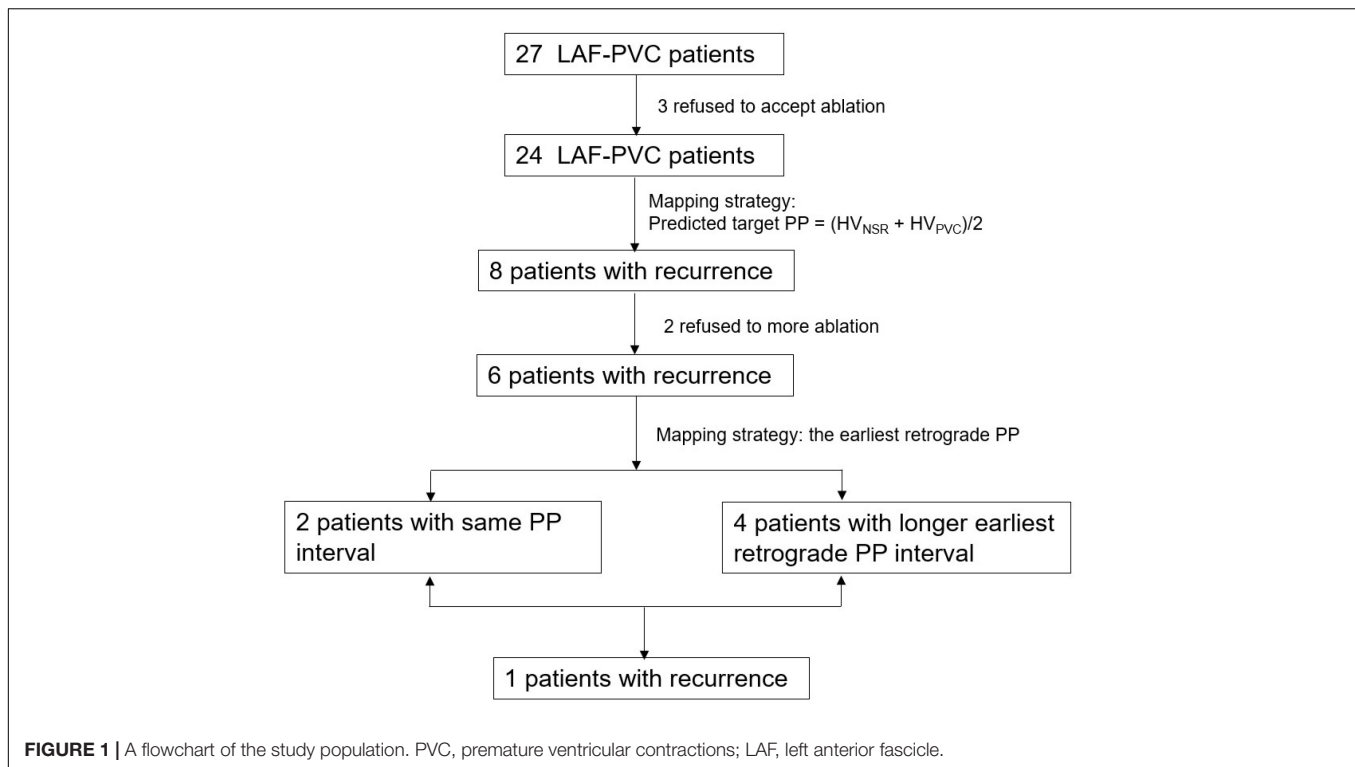 27 LAF-PVC patients
3 refused to accept ablation
24 LAF-PVC patients
Mapping strategy:
Predicted target PP = (HVNSR + HVPVC)/2
8 patients with recurrence
2 refused to more ablation
6 patients with recurrence
Mapping strategy: the earliest retrograde PP
2 patients with same PP
interval
4 patients with longer earliest
retrograde PP interval
1 patients with recurrence
FIGURE 1 | A flowchart of the study population. PVC, premature ventricular contractions; LAF, left anterior fascicle.